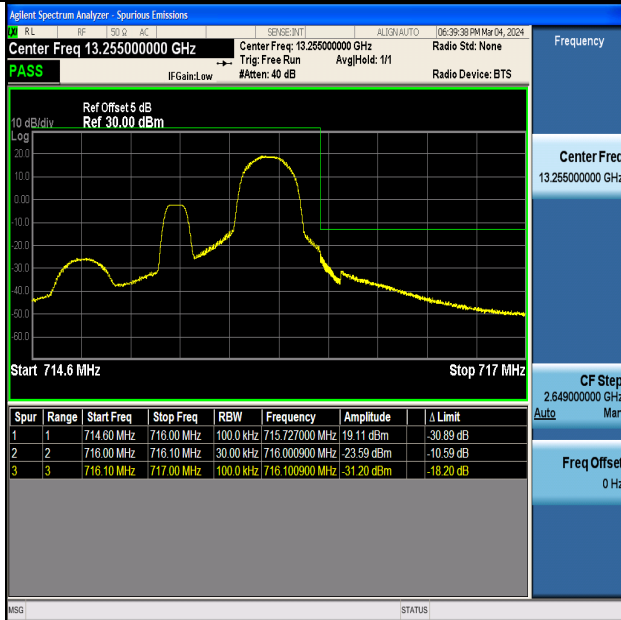 Agilent Spectrum Analyzer - Spurious Emissions
LXI RL RF 50 Ω AC SENSE:INT ALIGN AUTO 06:39:38 PM Mar 04, 2024
Center Freq 13.255000000 GHz
Center Freq: 13.255000000 GHz
Radio Std: None
Trig: Free Run Avg|Hold: 1/1
PASS
IFGain:Low
#Atten: 40 dB
Radio Device: BTS
Ref Offset 5 dB
10 dB/div Ref 30.00 dBm
Log
20.0
10.0
0.00
-10.0
-20.0
-30.0
-40.0
-50.0
-60.0
Start 714.6 MHz Stop 717 MHz
Spur Range Start Freq Stop Freq RBW Frequency Amplitude Δ Limit
1 1 714.60 MHz 716.00 MHz 100.0 kHz 715.727000 MHz 19.11 dBm -30.89 dB
2 2 716.00 MHz 716.10 MHz 30.00 kHz 716.000900 MHz -23.59 dBm -10.59 dB
3 3 716.10 MHz 717.00 MHz 100.0 kHz 716.100900 MHz -31.20 dBm -18.20 dB
MSG STATUS
Frequency
Center Freq
13.255000000 GHz
CF Step
2.649000000 GHz
Auto Man
Freq Offset
0 Hz